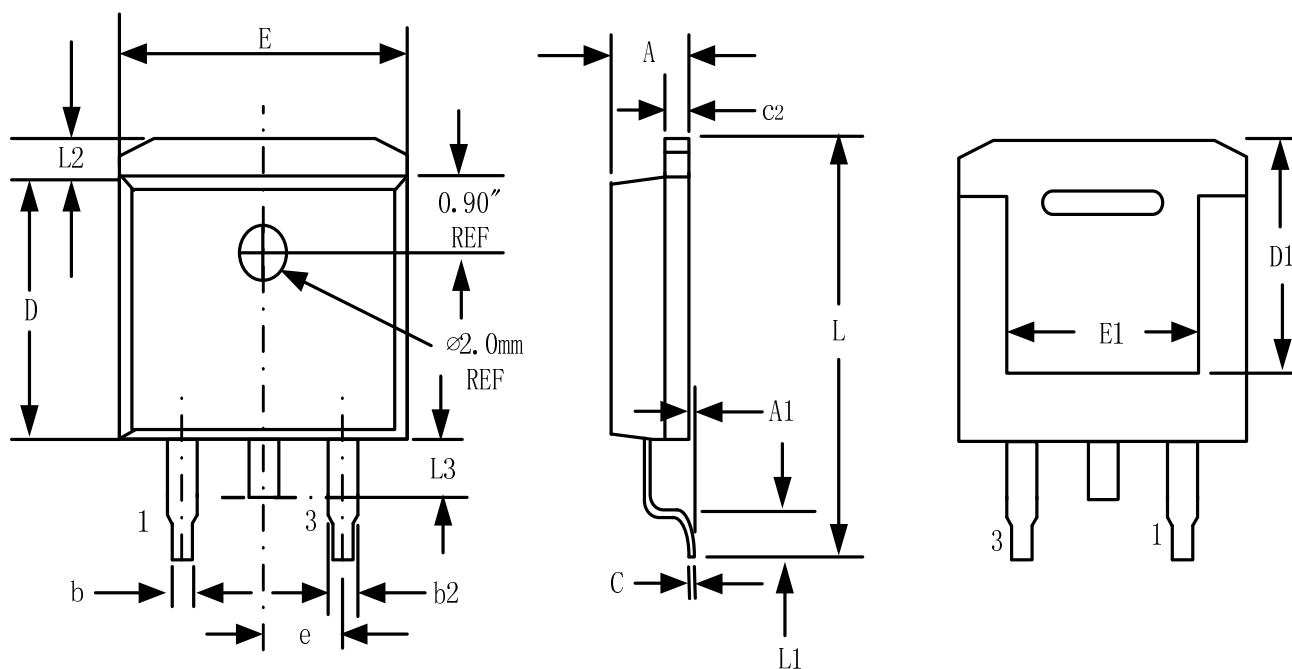 E
L2
0.90"
REF
D
∅2.0mm
REF
L3
1
3
b
b2
e
A
C2
L
A1
C
L1
D1
E1
3
1